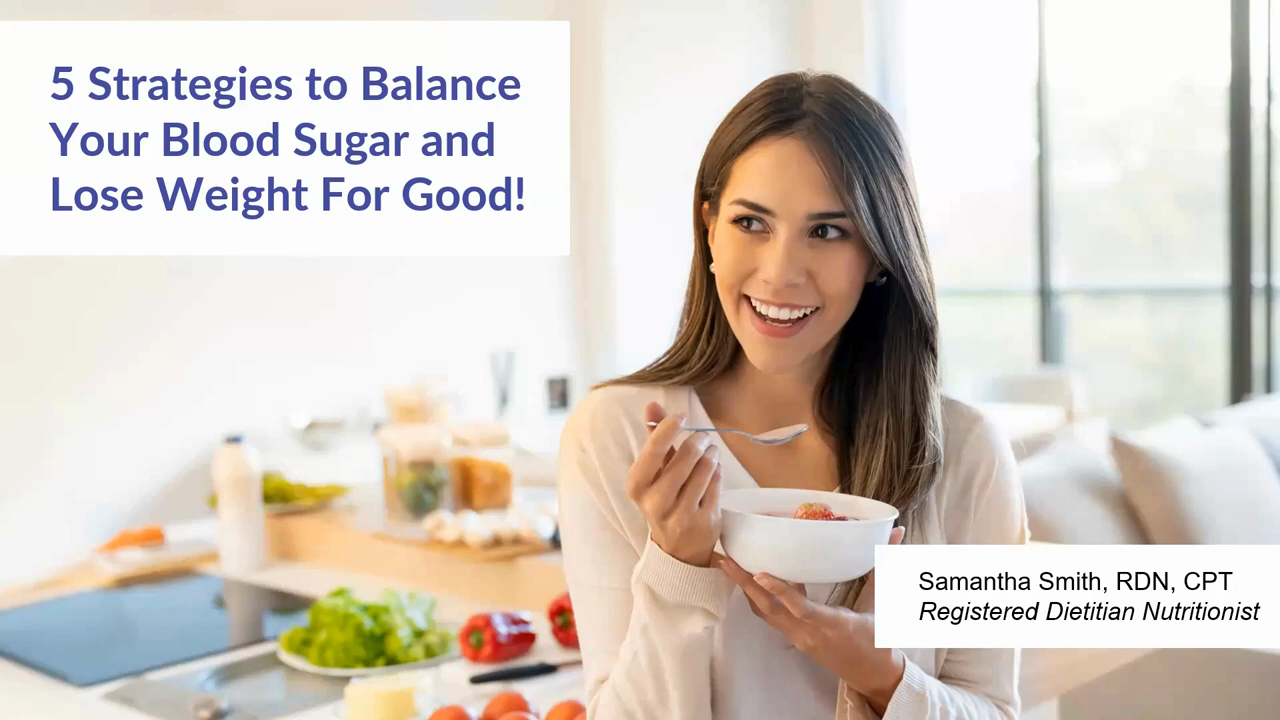 5 Strategies to Balance
Your Blood Sugar and
Lose Weight For Good!
Samantha Smith, RDN, CPT
Registered Dietitian Nutritionist